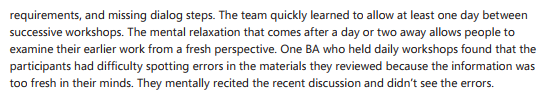 requirements, and missing dialog steps. The team quickly learned to allow at least one day between
successive workshops. The mental relaxation that comes after a day or two away allows people to
examine their earlier work from a fresh perspective. One BA who held daily workshops found that the
participants had difficulty spotting errors in the materials they reviewed because the information was
too fresh in their minds. They mentally recited the recent discussion and didn’t see the errors.